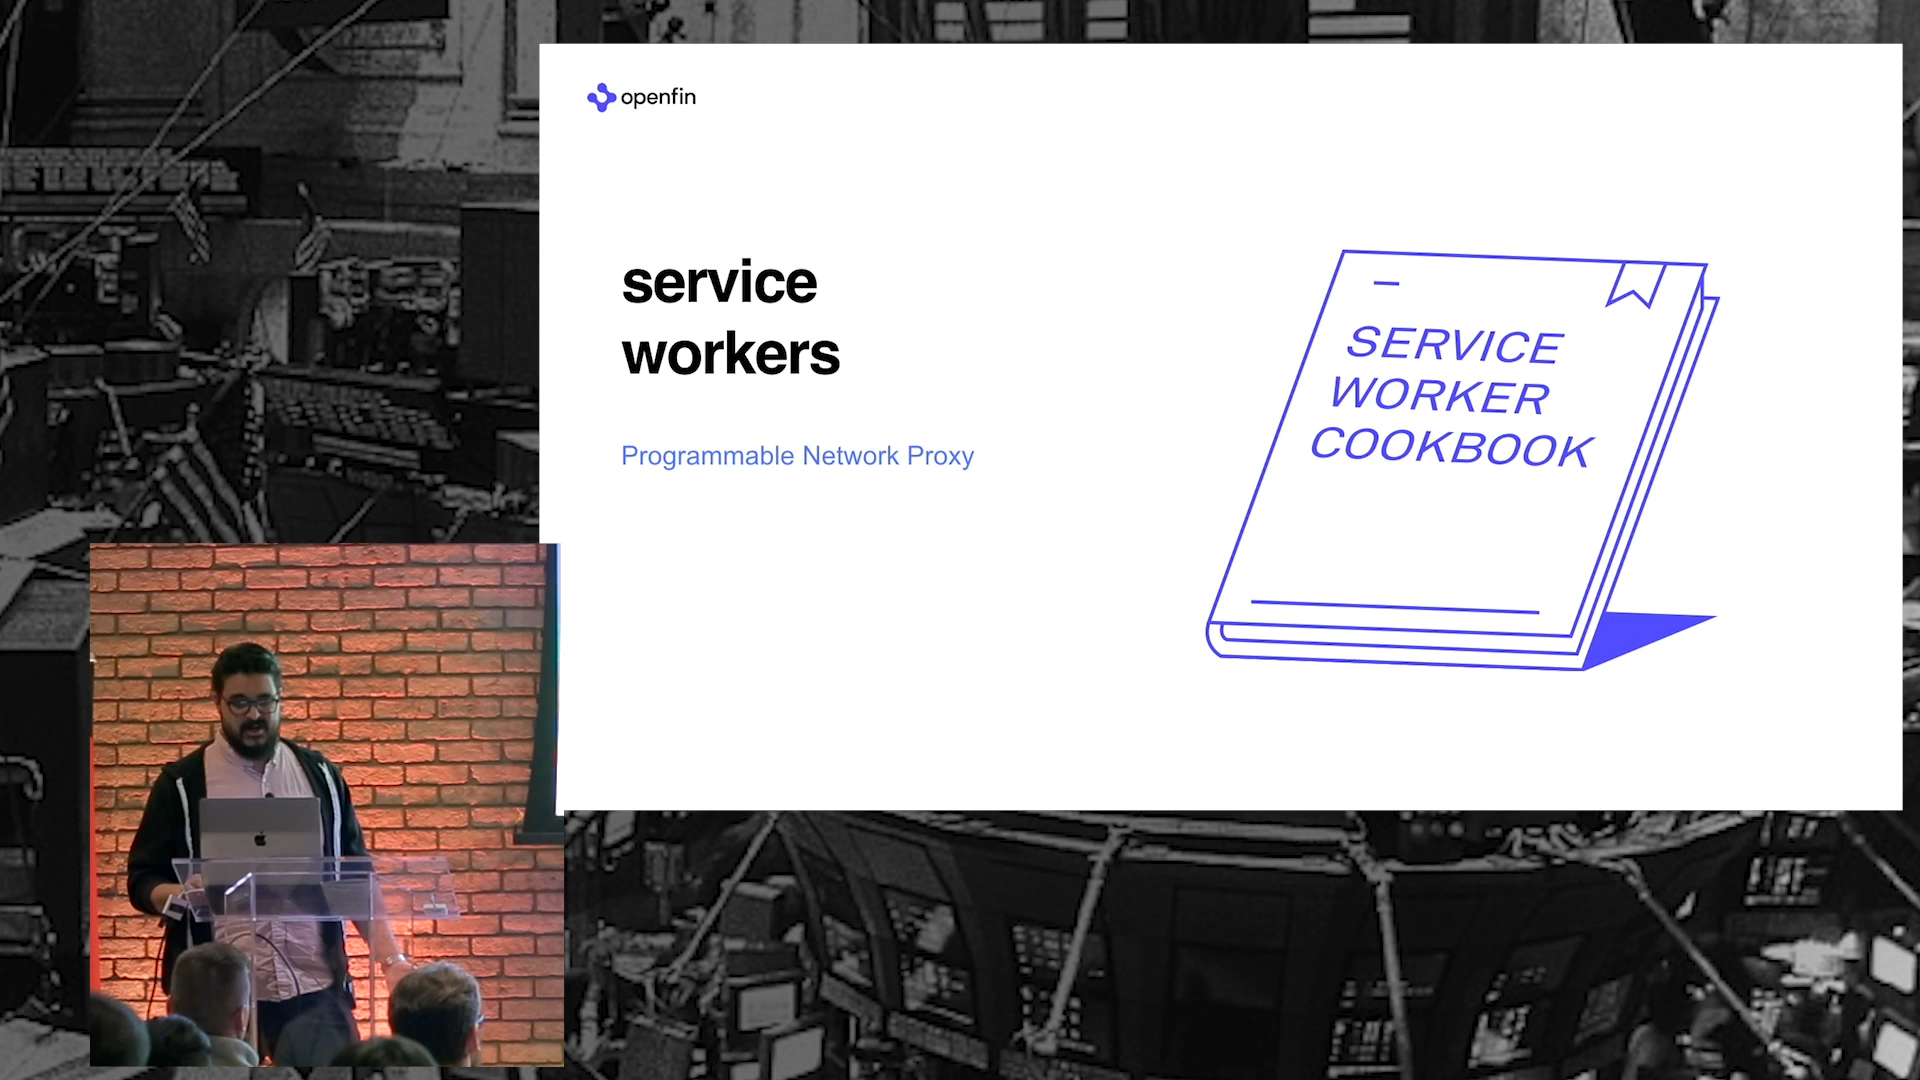 openfin
service
workers
Programmable Network Proxy
SERVICE
WORKER
COOKBOOK